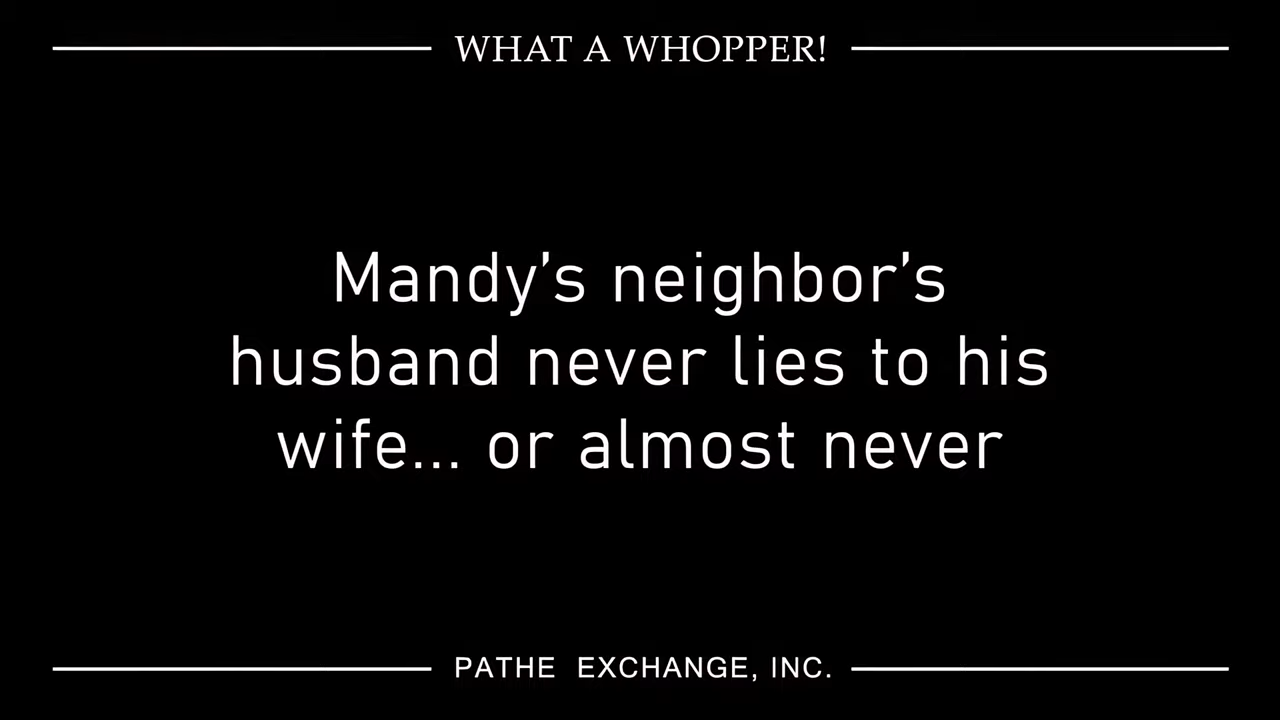 WHAT A WHOPPER!
Mandy’s neighbor’s
husband never lies to his
wife... or almost never
PATHE EXCHANGE, INC.